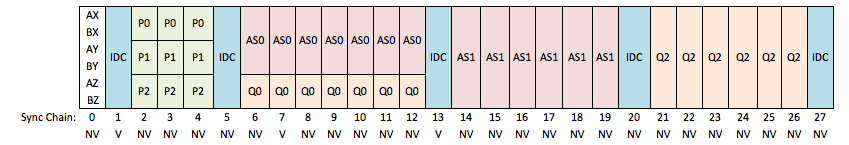 AX
BX
AY
BY
AZ
BZ
IDC
P0 P0 P0
P1 P1 P1
P2 P2 P2
IDC
AS0 AS0 AS0 AS0 AS0 AS0 AS0
Q0 Q0 Q0 Q0 Q0 Q0 Q0
IDC
AS1 AS1 AS1 AS1 AS1 AS1
IDC
Q2 Q2 Q2 Q2 Q2 Q2
IDC
Sync Chain: 0 1 2 3 4 5 6 7 8 9 10 11 12 13 14 15 16 17 18 19 20 21 22 23 24 25 26 27
NV V NV NV NV NV NV V NV NV NV NV NV V NV NV NV NV NV NV NV NV NV NV NV NV NV NV